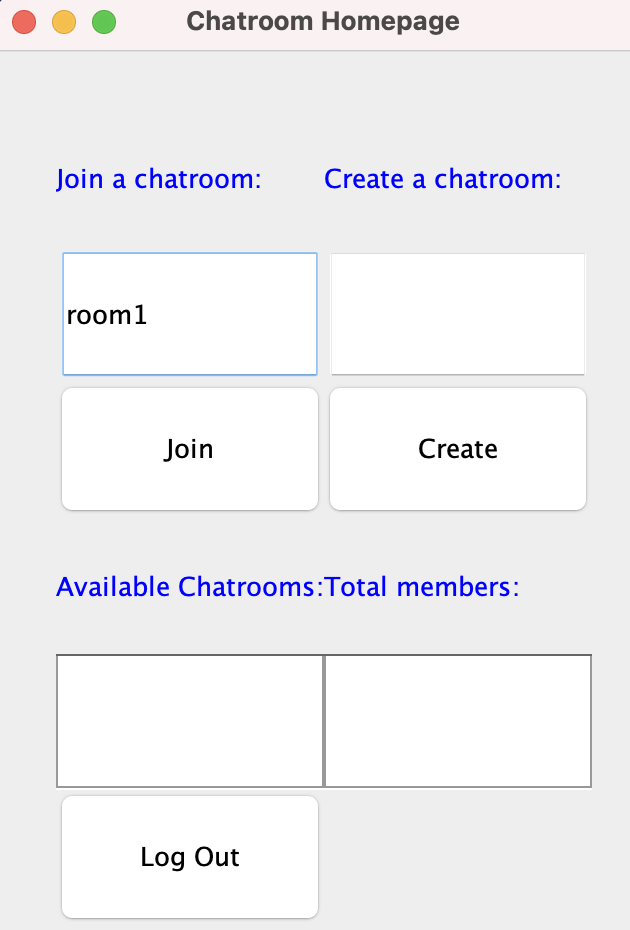 Chatroom Homepage
Join a chatroom:
Create a chatroom:
room1
Join
Create
Available Chatrooms:
Total members:
Log Out